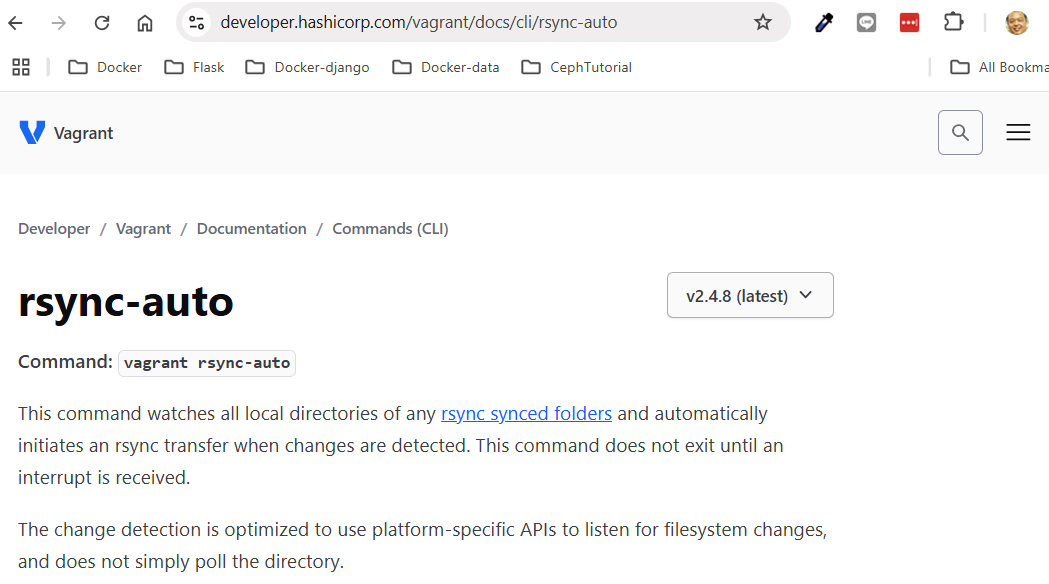 developer.hashicorp.com/vagrant/docs/cli/rsync-auto
Docker Flask Docker-django Docker-data CephTutorial All Bookma
Vagrant
Developer / Vagrant / Documentation / Commands (CLI)
rsync-auto
v2.4.8 (latest)
Command: vagrant rsync-auto
This command watches all local directories of any rsync synced folders and automatically
initiates an rsync transfer when changes are detected. This command does not exit until an
interrupt is received.
The change detection is optimized to use platform-specific APIs to listen for filesystem changes,
and does not simply poll the directory.